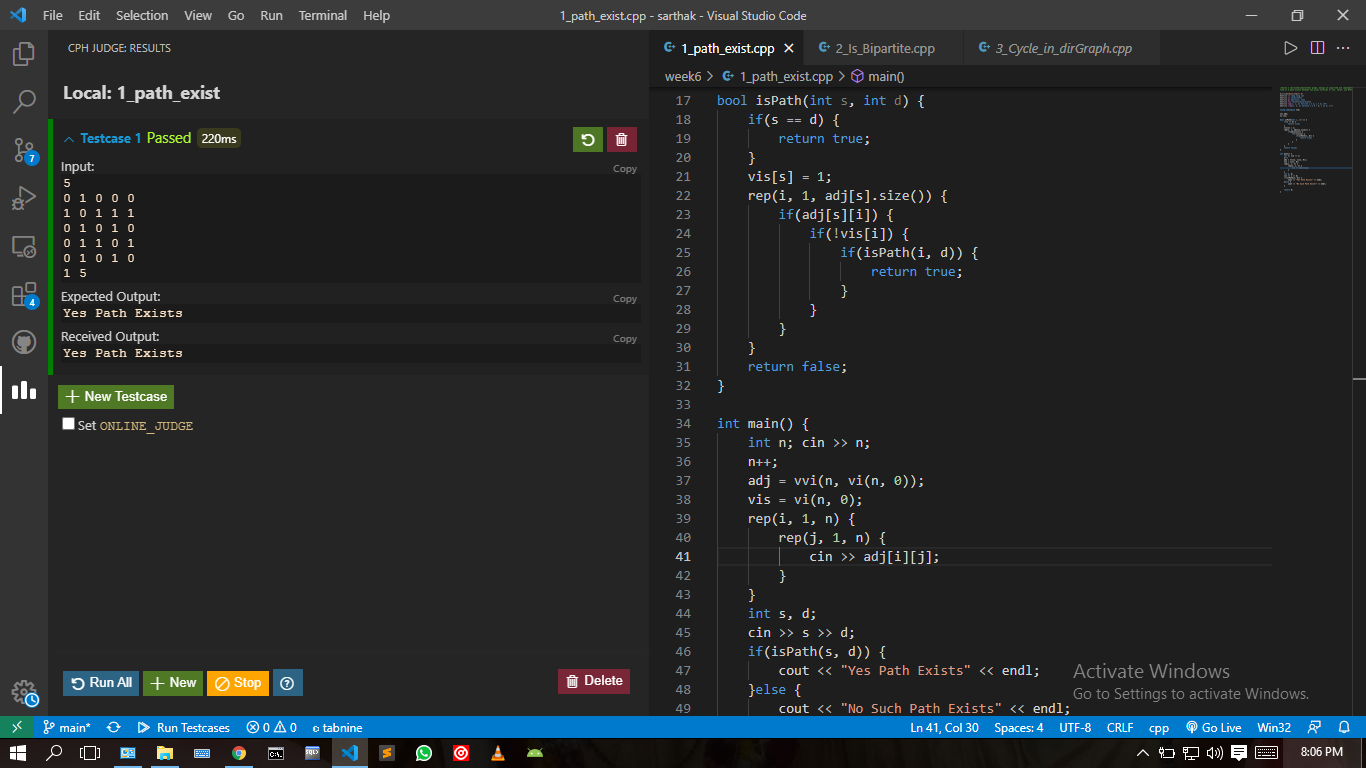 File Edit Selection View Go Run Terminal Help
1_path_exist.cpp - sarthak - Visual Studio Code
CPH JUDGE: RESULTS
Local: 1_path_exist
Testcase 1 Passed 220ms
Input:
Copy
5
0 1 0 0 0
1 0 1 1 1
0 1 0 1 0
0 1 1 0 1
0 1 0 1 0
1 5
Expected Output:
Copy
Yes Path Exists
Received Output:
Copy
Yes Path Exists
New Testcase
Set ONLINE_JUDGE
Run All
New
Stop
Delete
7
4
1_path_exist.cpp
2_Is_Bipartite.cpp
3_Cycle_in_dirGraph.cpp
week6 > 1_path_exist.cpp > main()
17 bool isPath(int s, int d) {
18 if(s == d) {
19 return true;
20 }
21 vis[s] = 1;
22 rep(i, 1, adj[s].size()) {
23 if(adj[s][i]) {
24 if(!vis[i]) {
25 if(isPath(i, d)) {
26 return true;
27 }
28 }
29 }
30 }
31 return false;
32 }
33
34 int main() {
35 int n; cin >> n;
36 n++;
37 adj = vvi(n, vi(n, 0));
38 vis = vi(n, 0);
39 rep(i, 1, n) {
40 rep(j, 1, n) {
41 cin >> adj[i][j];
42 }
43 }
44 int s, d;
45 cin >> s >> d;
46 if(isPath(s, d)) {
47 cout << "Yes Path Exists" << endl;
48 }else {
49 cout << "No Such Path Exists" << endl;
Activate Windows
Go to Settings to activate Windows.
main* Run Testcases 0 0 tabnine
Ln 41, Col 30 Spaces: 4 UTF-8 CRLF cpp Go Live Win32
8:06 PM